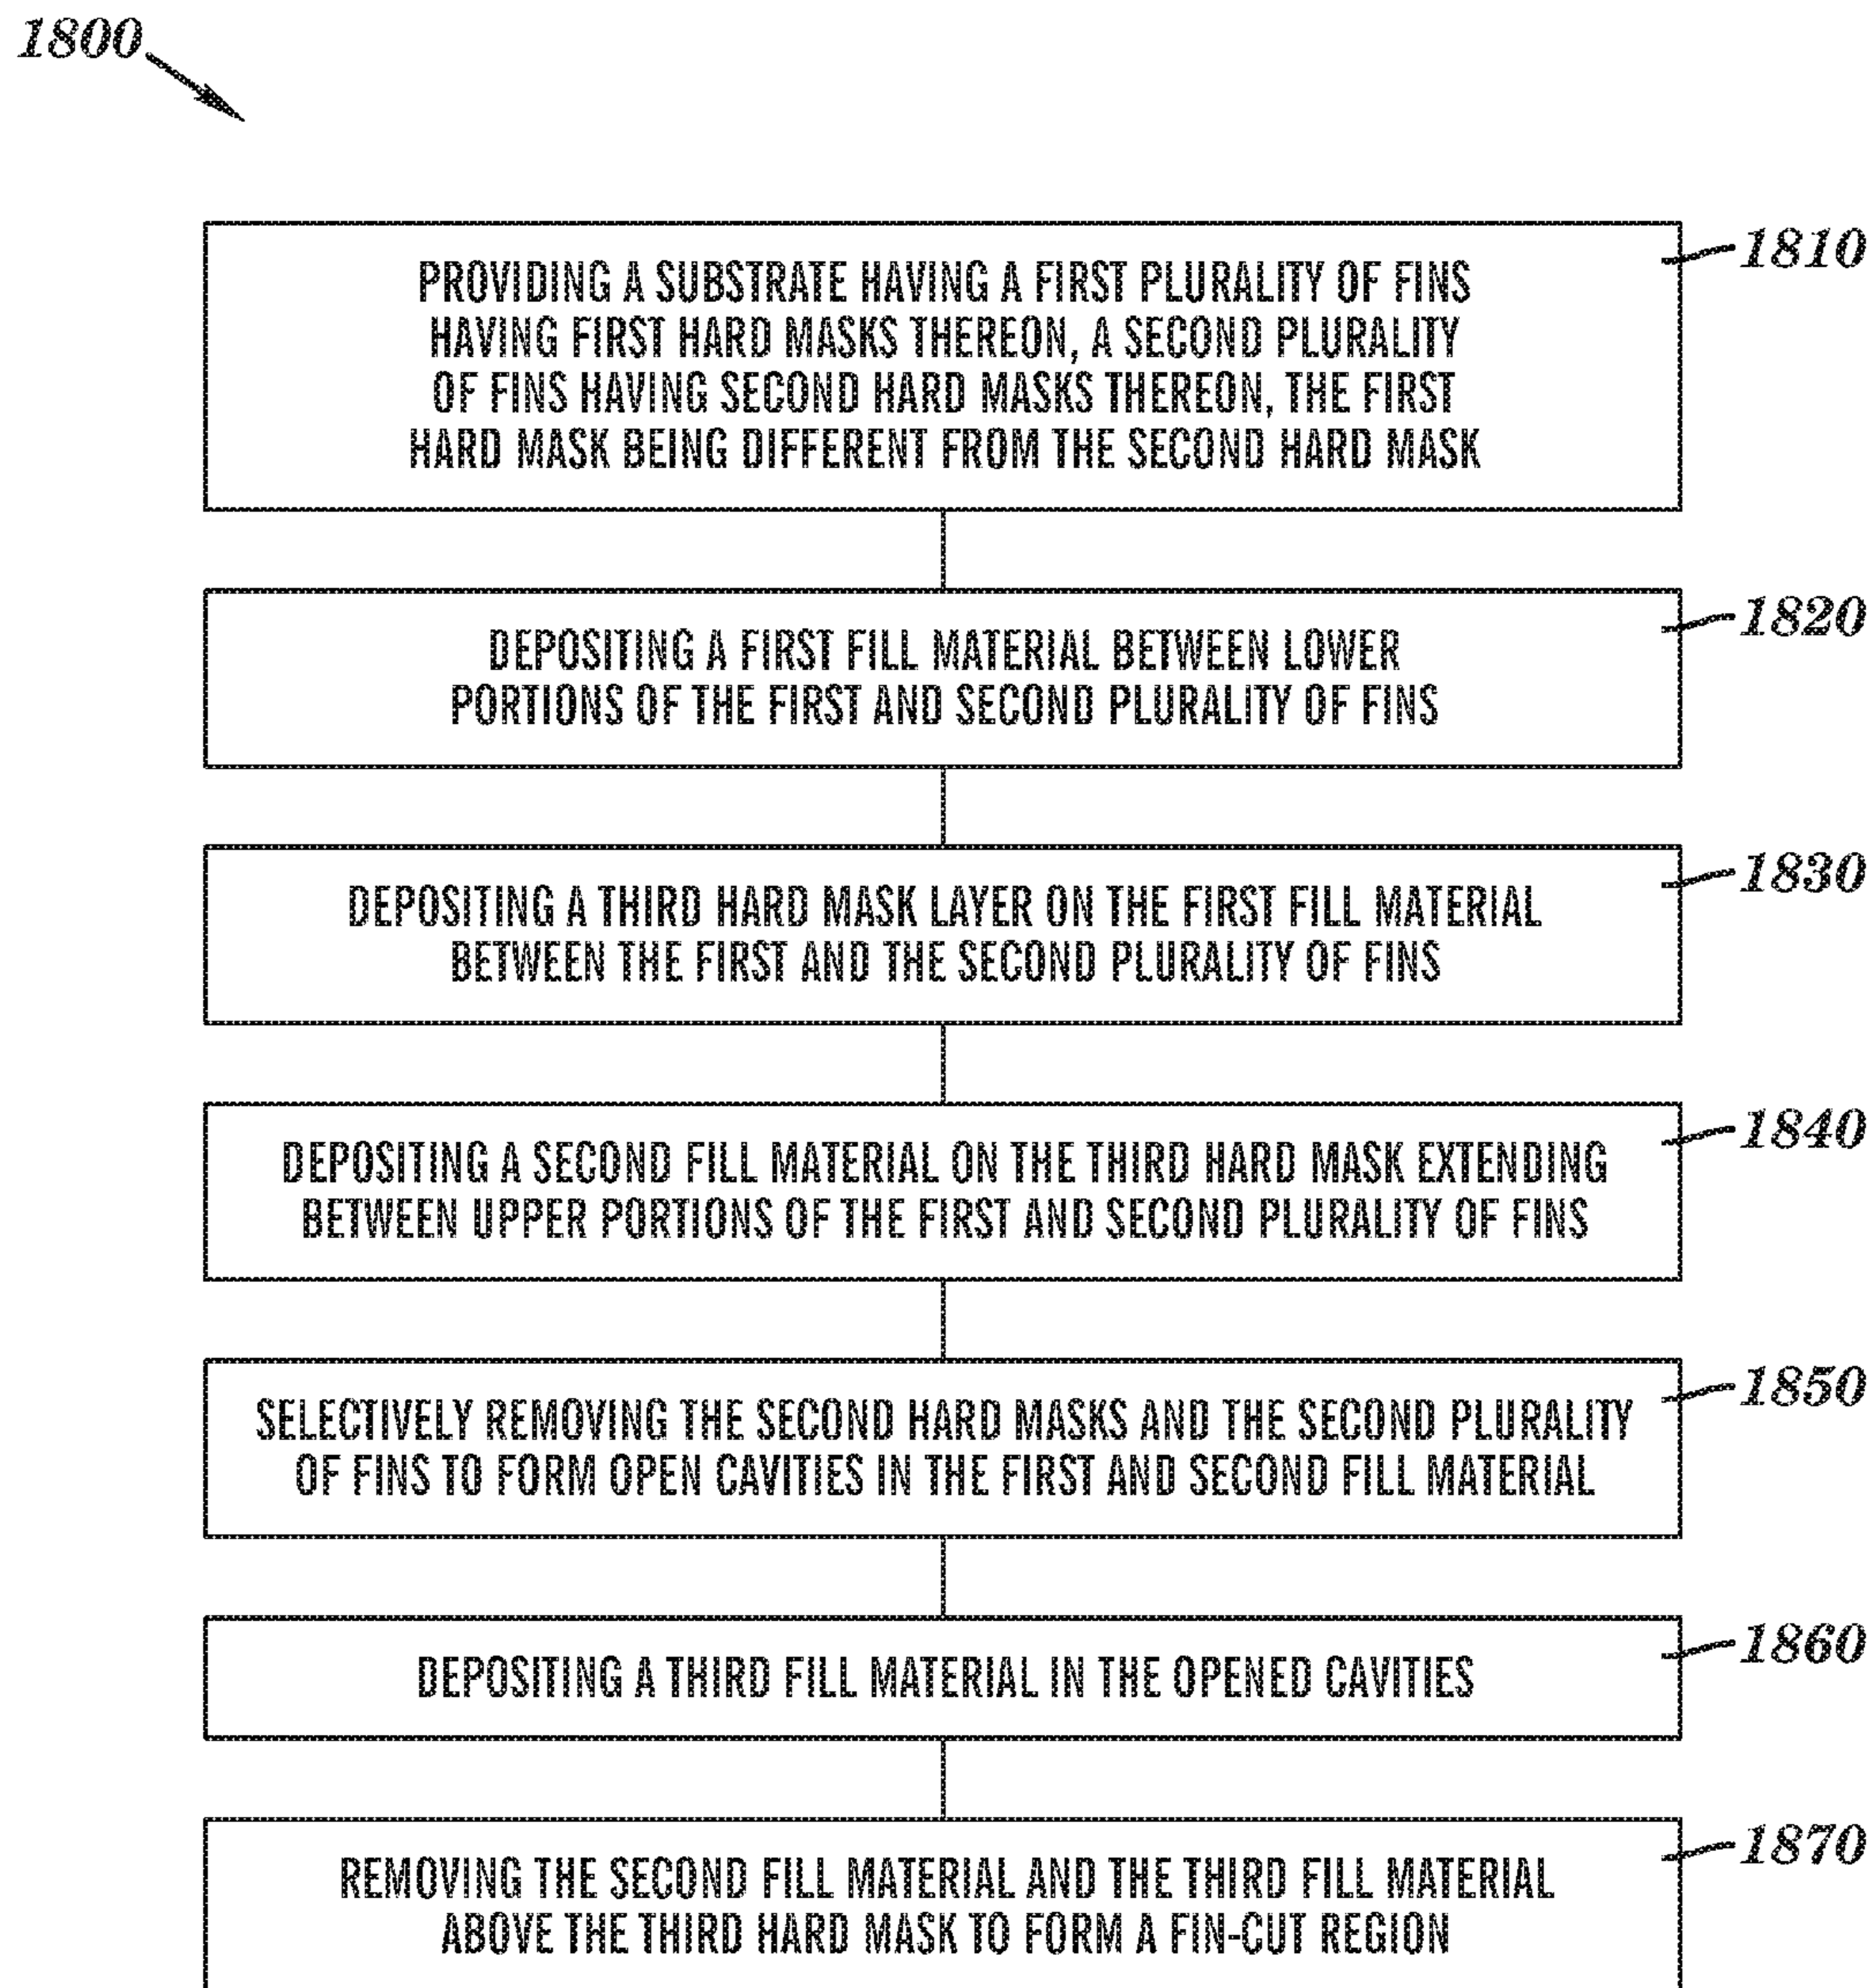 1800
1810
PROVIDING A SUBSTRATE HAVING A FIRST PLURALITY OF FINS
HAVING FIRST HARD MASKS THEREON, A SECOND PLURALITY
OF FINS HAVING SECOND HARD MASKS THEREON, THE FIRST
HARD MASK BEING DIFFERENT FROM THE SECOND HARD MASK
1820
DEPOSITING A FIRST FILL MATERIAL BETWEEN LOWER
PORTIONS OF THE FIRST AND SECOND PLURALITY OF FINS
1830
DEPOSITING A THIRD HARD MASK LAYER ON THE FIRST FILL MATERIAL
BETWEEN THE FIRST AND THE SECOND PLURALITY OF FINS
1840
DEPOSITING A SECOND FILL MATERIAL ON THE THIRD HARD MASK EXTENDING
BETWEEN UPPER PORTIONS OF THE FIRST AND SECOND PLURALITY OF FINS
1850
SELECTIVELY REMOVING THE SECOND HARD MASKS AND THE SECOND PLURALITY
OF FINS TO FORM OPEN CAVITIES IN THE FIRST AND SECOND FILL MATERIAL
1860
DEPOSITING A THIRD FILL MATERIAL IN THE OPENED CAVITIES
1870
REMOVING THE SECOND FILL MATERIAL AND THE THIRD FILL MATERIAL
ABOVE THE THIRD HARD MASK TO FORM A FIN-CUT REGION